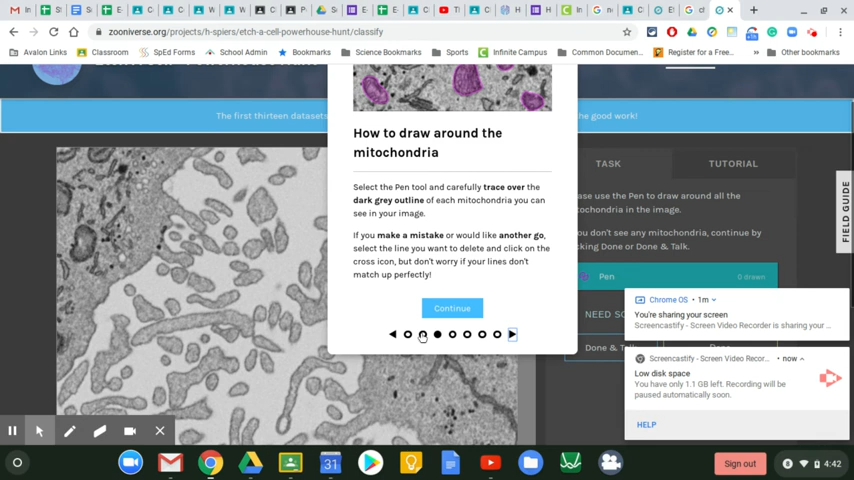 zooniverse.org/projects/h-spiers/etch-a-cell-powerhouse-hunt/classify
Avalon Links
Classroom
SpEd Forms
School Admin
Bookmarks
Science Bookmarks
Sports
Infinite Campus
Common Documen...
Register for a Free...
Other bookmarks
The first thirteen datasets
he good work!
How to draw around the
mitochondria
Select the Pen tool and carefully trace over the
dark grey outline of each mitochondria you can
see in your image.
If you make a mistake or would like another go,
select the line you want to delete and click on the
cross icon, but don't worry if your lines don't
match up perfectly!
Continue
TASK
TUTORIAL
ase use the Pen to draw around all the
tochondria in the image.
ou don't see any mitochondria, continue by
cking Done or Done & Talk.
Pen
0 drawn
NEED SO
Done & Talk
FIELD GUIDE
Chrome OS • 1m
You're sharing your screen
Screencastify - Screen Video Recorder is sharing your ...
Screencastify - Screen Video Recor... • now
Low disk space
You have only 1.1 GB left. Recording will be
paused automatically soon.
HELP
31
Sign out
8
4:42